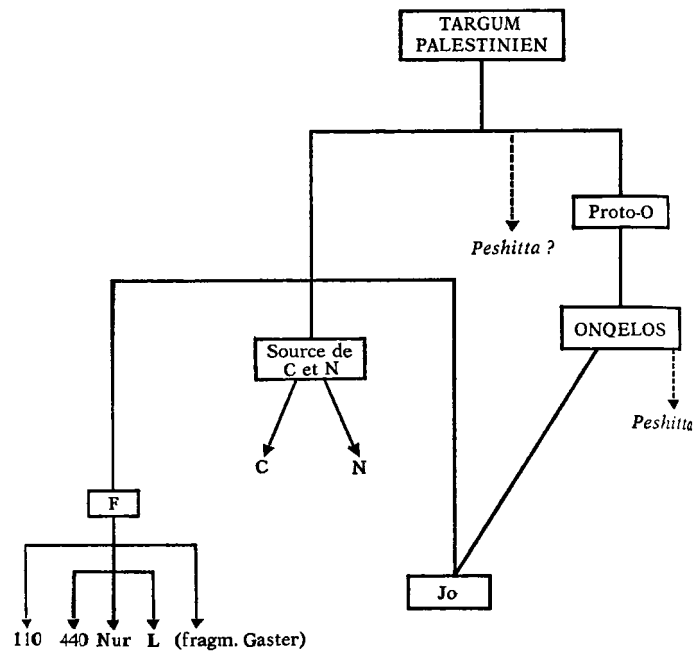 TARGUM
PALESTINIEN
Proto-O
Peshitta ?
ONQELOS
Source de
C et N
Peshitta
C N
F
Jo
110 440 Nur L (fragm. Gaster)